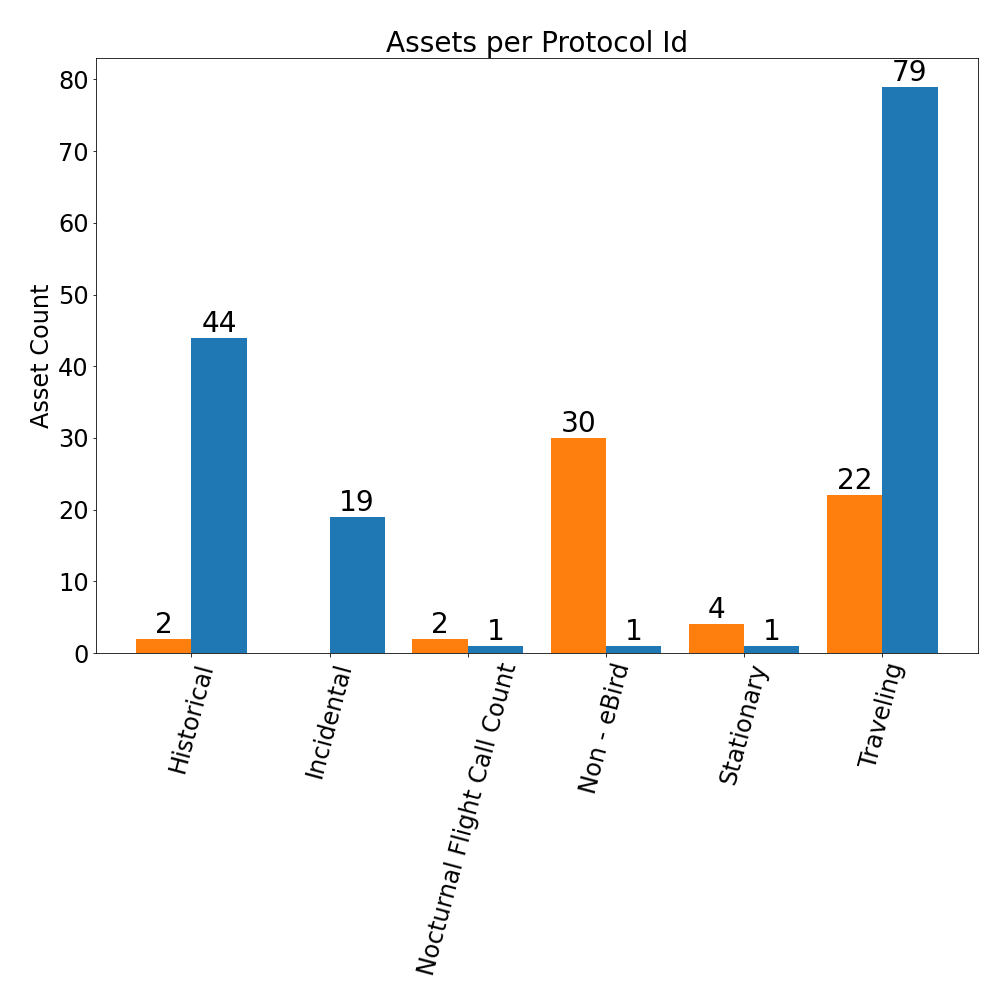 Assets per Protocol Id
Asset Count
80
70
60
50
40
30
20
10
0
2
44
19
2
1
30
1
4
1
22
79
Historical
Incidental
Nocturnal Flight Call Count
Non - eBird
Stationary
Traveling